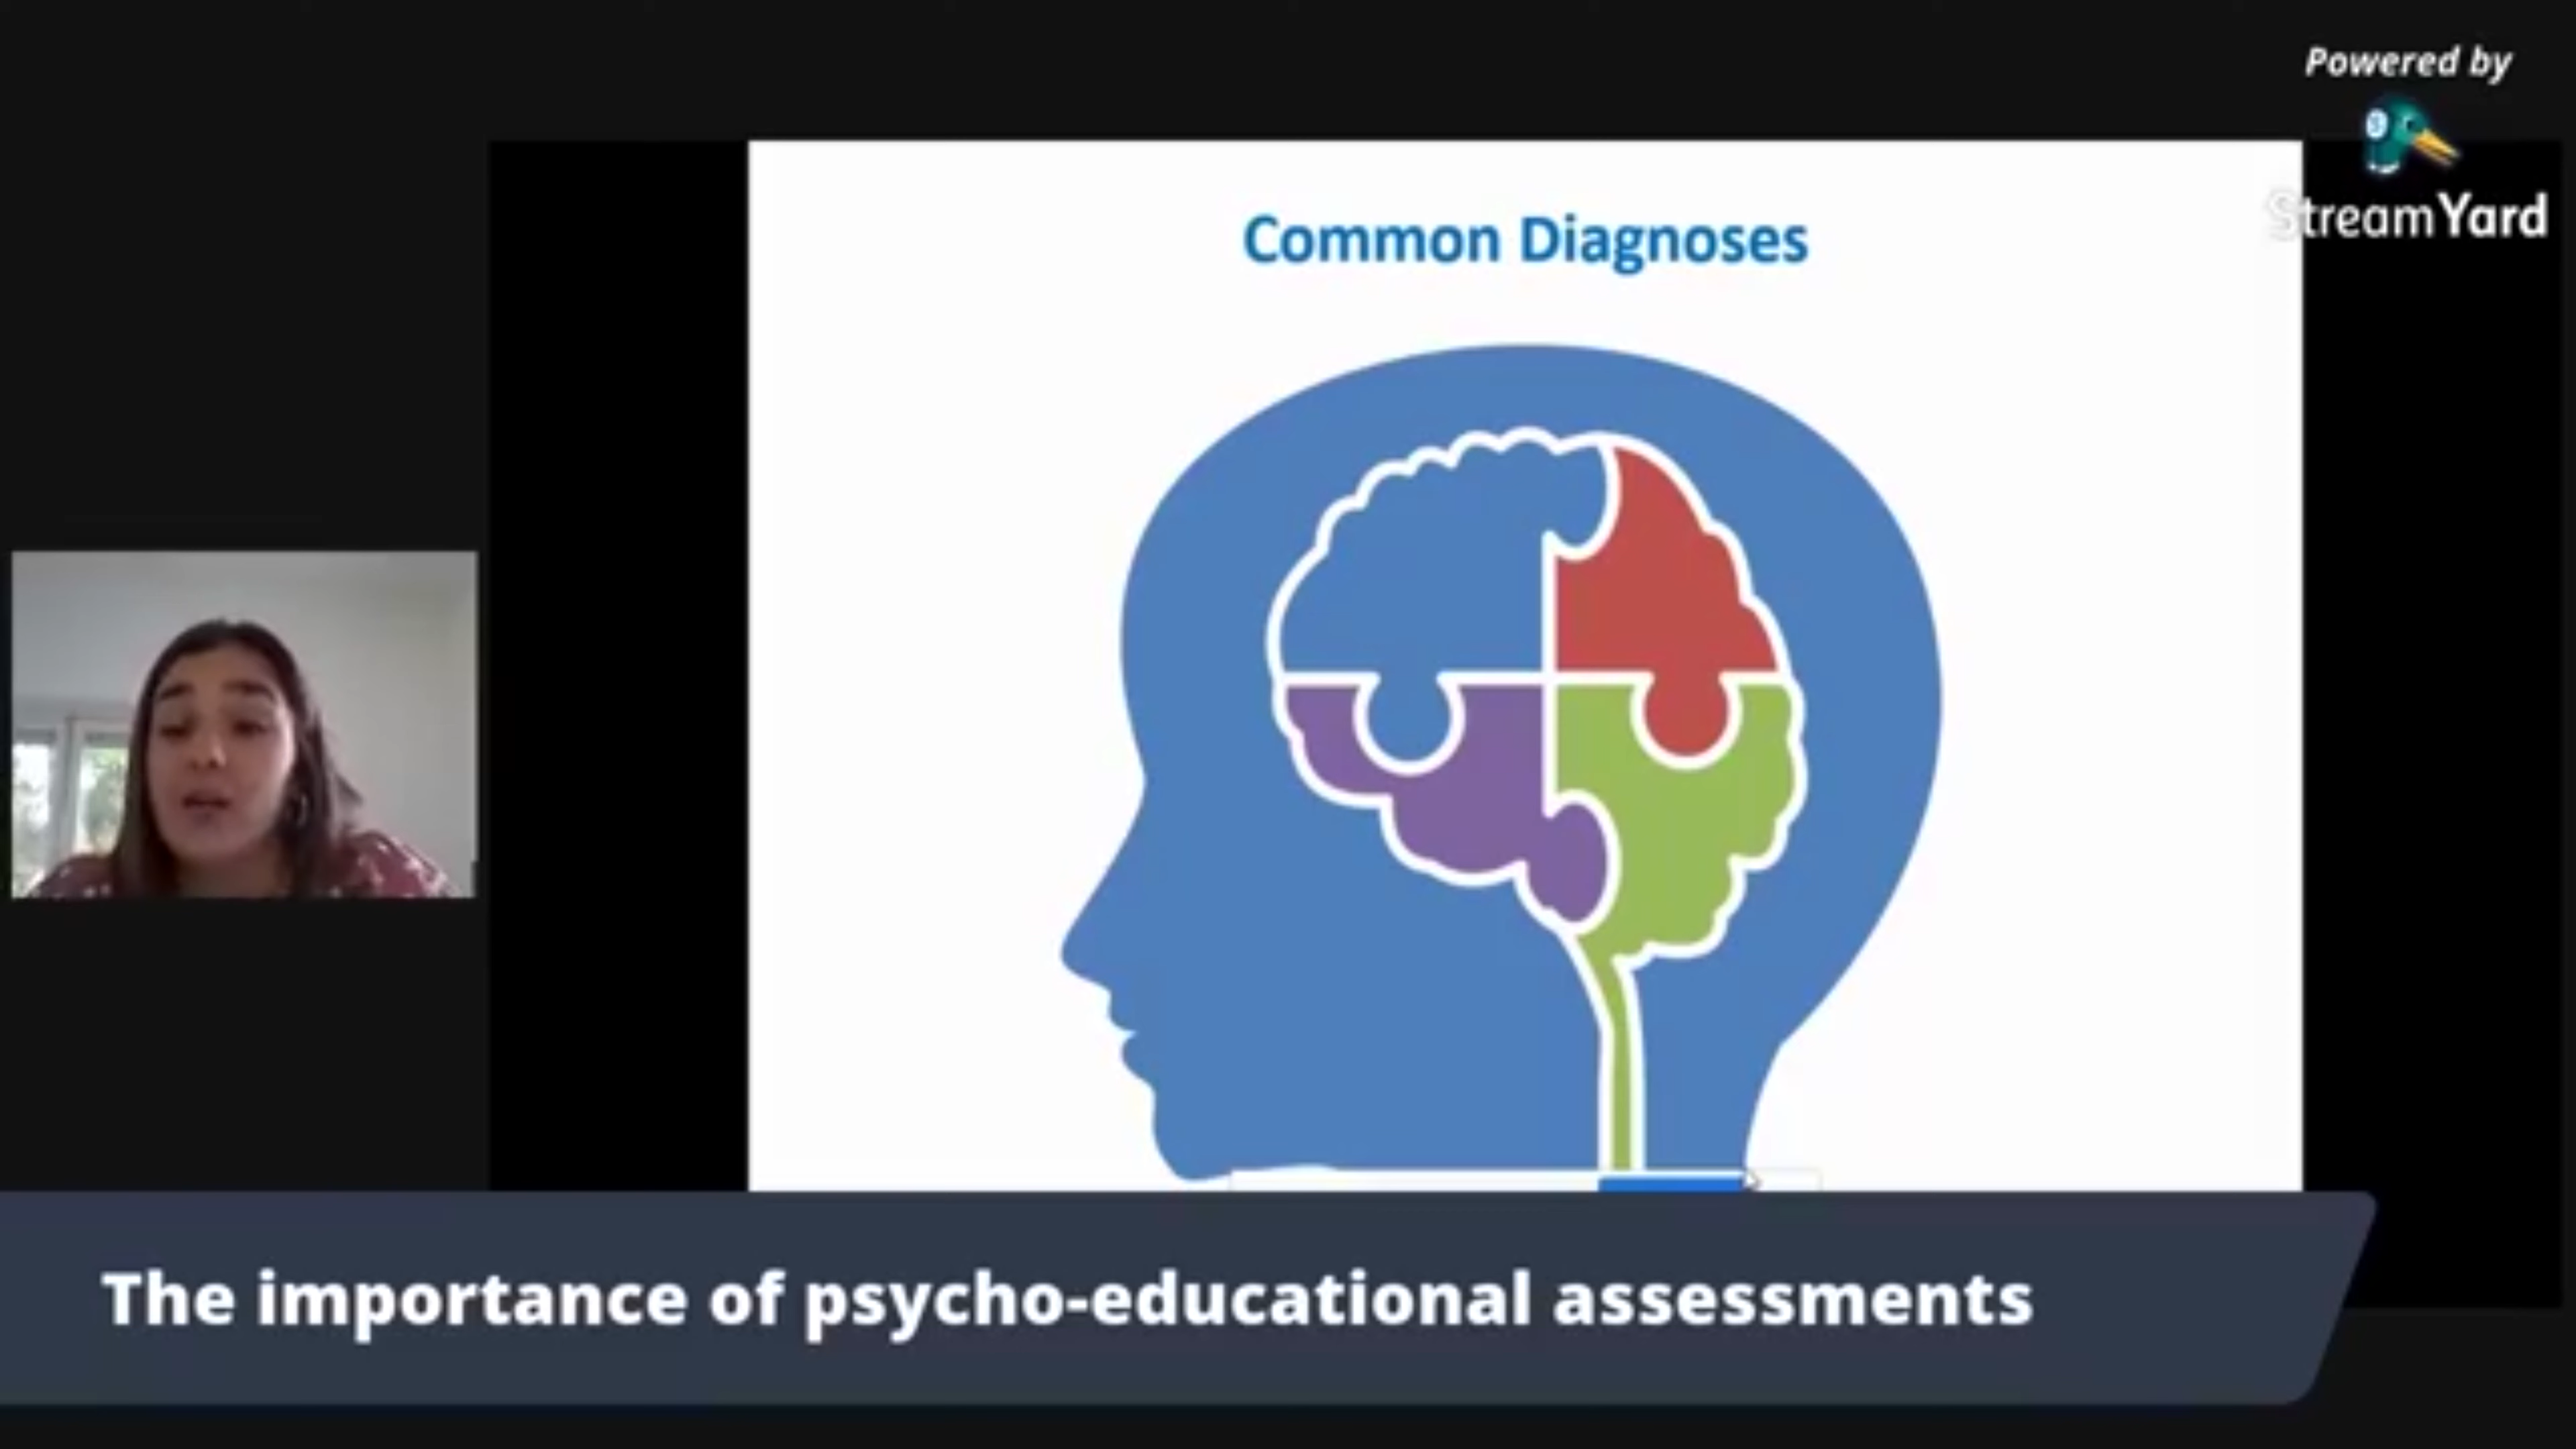 Powered by
StreamYard
Common Diagnoses
The importance of psycho-educational assessments